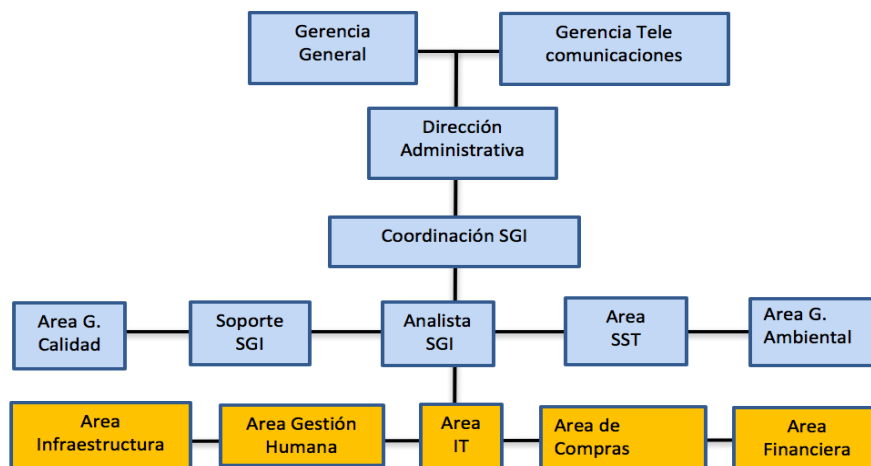 Gerencia
General
Gerencia Tele
comunicaciones
Dirección
Administrativa
Coordinación SGI
Area G.
Calidad
Soporte
SGI
Analista
SGI
Area
SST
Area G.
Ambiental
Area
Infraestructura
Area Gestión
Humana
Area
IT
Area de
Compras
Area
Financiera